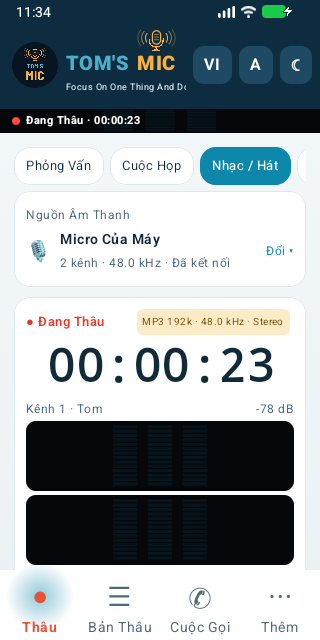 11:34
TOM'S MIC
TOM'S
MIC
Focus On One Thing And Do
VI
A
Đang Thâu · 00:00:23
Phỏng Vấn
Cuộc Họp
Nhạc / Hát
Nguồn Âm Thanh
Micro Của Máy
2 kênh · 48.0 kHz · Đã kết nối
Đổi
Đang Thâu
MP3 192k · 48.0 kHz · Stereo
00:00:23
Kênh 1 · Tom
-78 dB
Thâu
Bản Thâu
Cuộc Gọi
Thêm